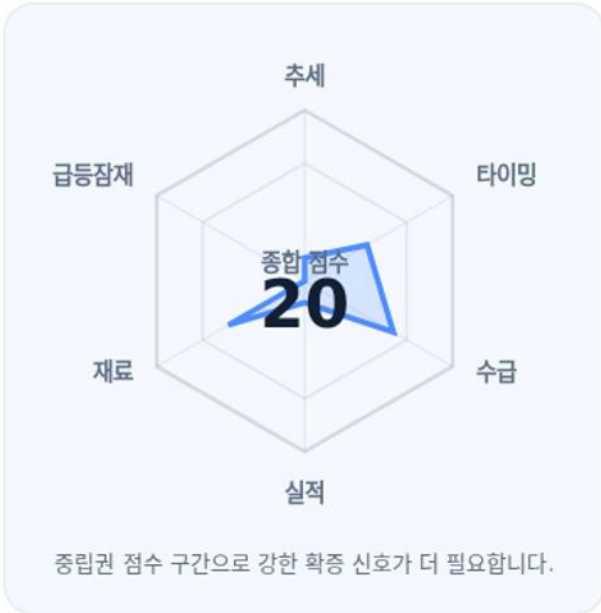 추세
급등잠재
타이밍
종합 점수
20
재료
수급
실적
중립권 점수 구간으로 강한 확증 신호가 더 필요합니다.